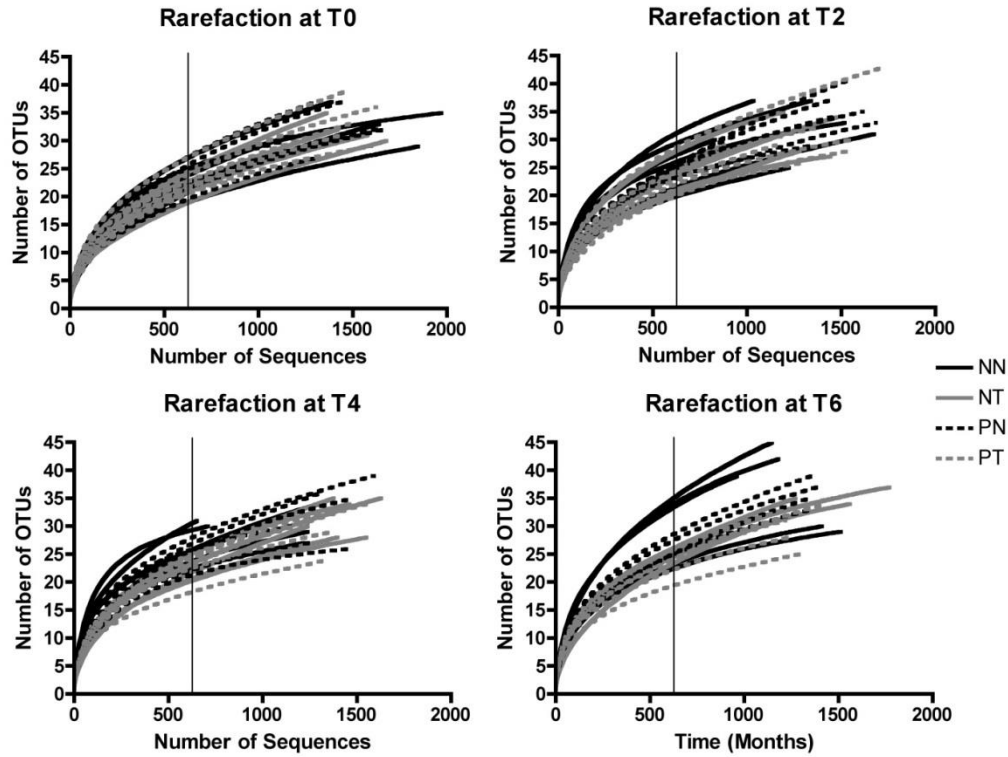 Rarefaction at T0
Number of OTUs
45
40
35
30
25
20
15
10
5
0
0 500 1000 1500 2000
Number of Sequences
Rarefaction at T2
Number of OTUs
45
40
35
30
25
20
15
10
5
0
0 500 1000 1500 2000
Number of Sequences
NN
NT
PN
PT
Rarefaction at T4
Number of OTUs
45
40
35
30
25
20
15
10
5
0
0 500 1000 1500 2000
Number of Sequences
Rarefaction at T6
Number of OTUs
45
40
35
30
25
20
15
10
5
0
0 500 1000 1500 2000
Time (Months)